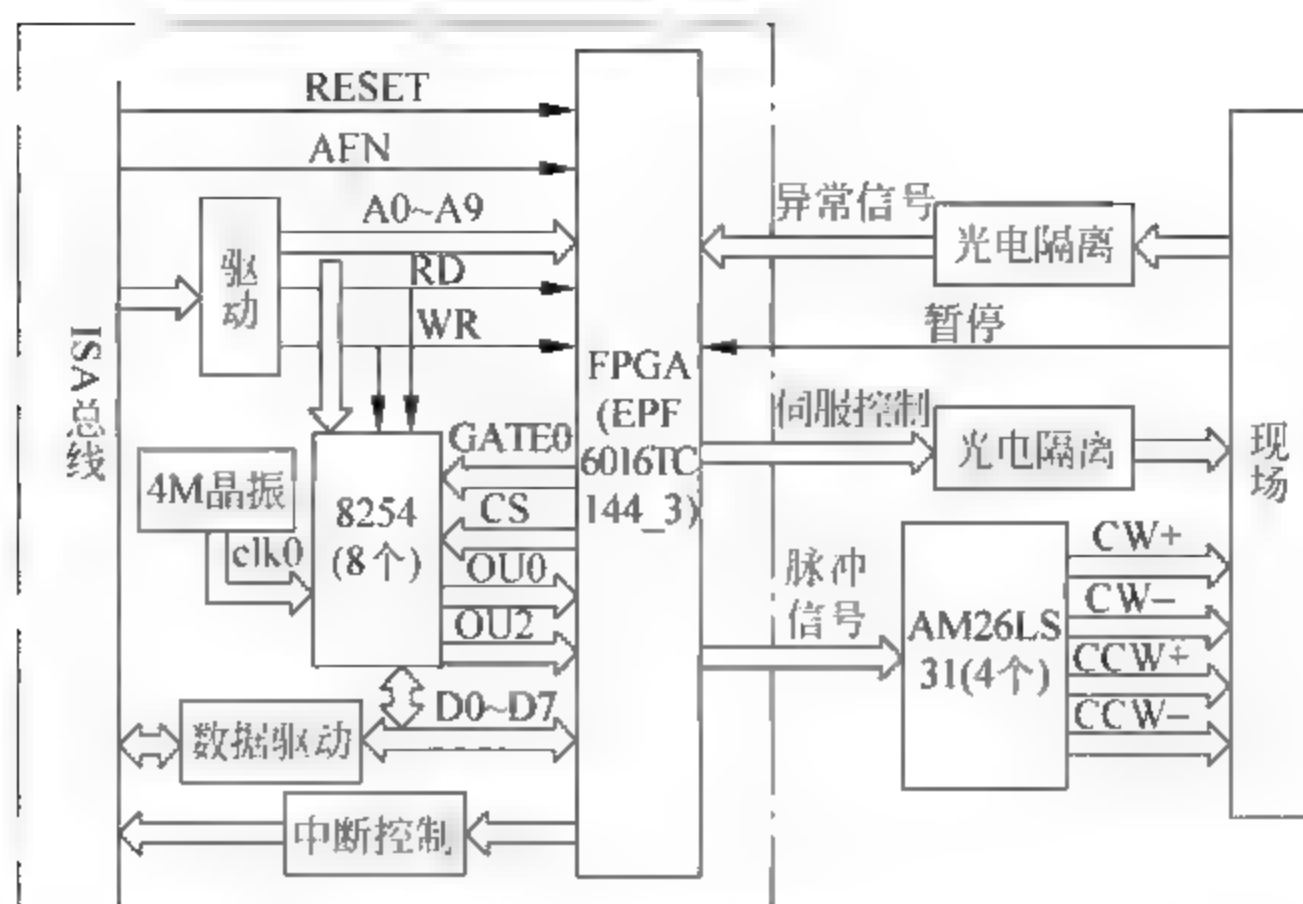 RESET
AFN
A0~A9
驱
动
RD
WR
ISA总线
4M晶振
clk0
8254
(8个)
GATE0
CS
OU0
OU2
D0~D7
数据驱动
中断控制
FPGA
(EPF
6016TC
144_3)
异常信号
光电隔离
暂停
伺服控制
光电隔离
脉冲
信号
AM26LS
31(4个)
CW+
CW-
CCW+
CCW-
现
场